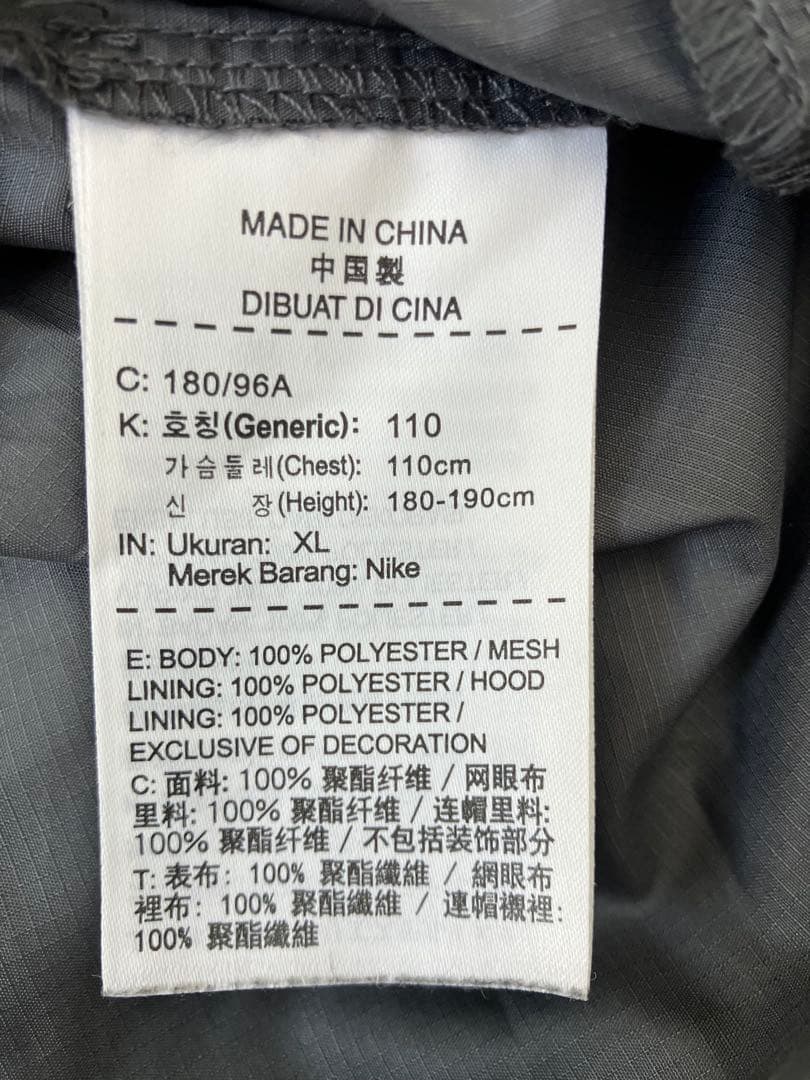 MADE IN CHINA
中国製
DIBUAT DI CINA
C: 180/96A
K: 호칭(Generic): 110
가슴둘레(Chest): 110cm
신 장(Height): 180-190cm
IN: Ukuran: XL
Merek Barang: Nike
E: BODY: 100% POLYESTER / MESH
LINING: 100% POLYESTER / HOOD
LINING: 100% POLYESTER /
EXCLUSIVE OF DECORATION
C: 面料: 100% 聚酯纤维 / 网眼布
里料: 100% 聚酯纤维 / 连帽里料:
100% 聚酯纤维 / 不包括装饰部分
T: 表布: 100% 聚酯纖維 / 網眼布
裡布: 100% 聚酯纖維 / 連帽襯裡:
100% 聚酯纖維